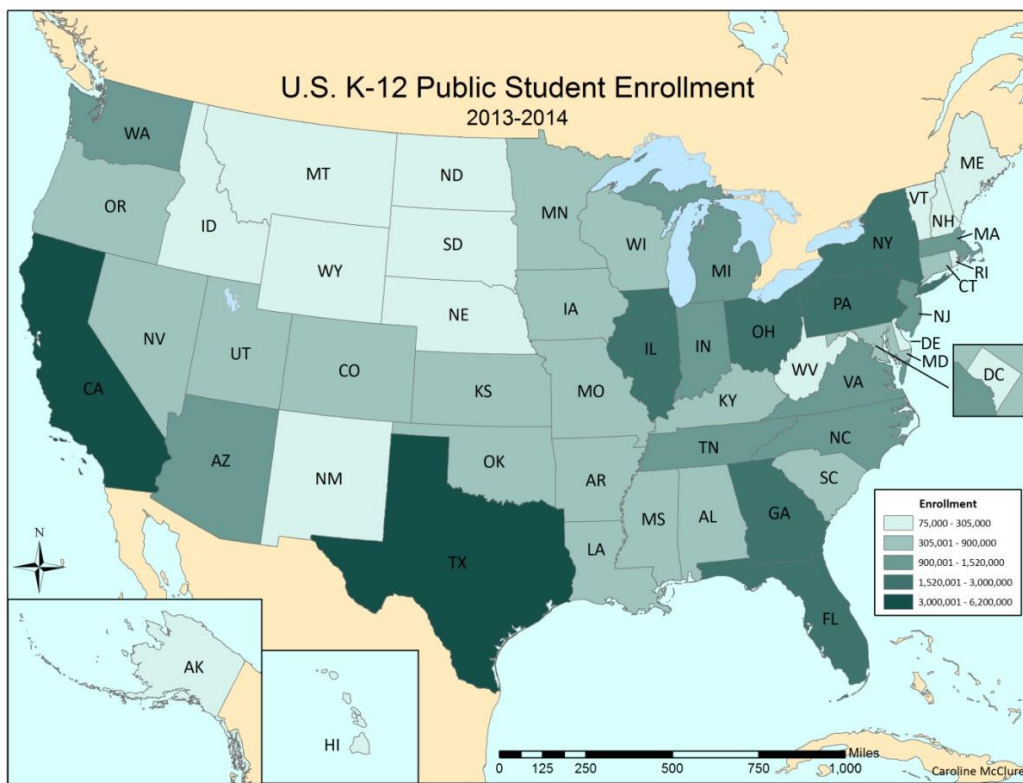 U.S. K-12 Public Student Enrollment
2013-2014
WA
MT
ND
ME
OR
ID
MN
VT
NH
SD
WI
NY
MA
WY
MI
RI
CT
IA
PA
NE
NJ
NV
UT
IL
IN
OH
DE
MD
CO
WV
DC
CA
KS
MO
VA
KY
AZ
NM
OK
TN
NC
AR
SC
MS
AL
GA
LA
TX
FL
Enrollment
75,000 - 305,000
305,001 - 900,000
900,001 - 1,520,000
1,520,001 - 3,000,000
3,000,001 - 6,200,000
N
AK
HI
Miles
0 125 250 500 750 1,000
Caroline McClure